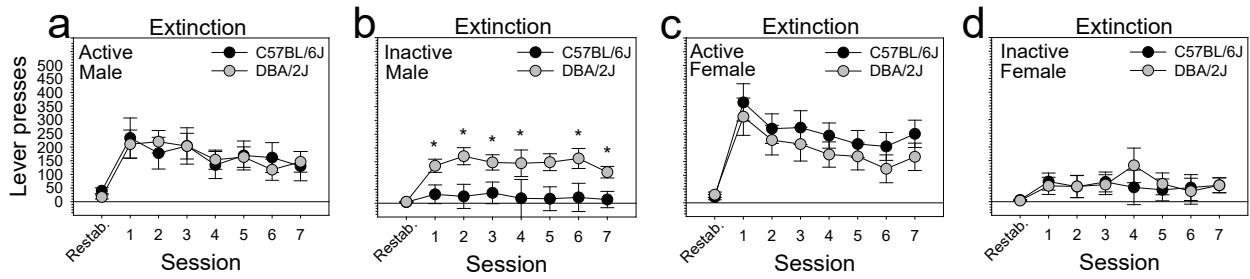 a
Extinction
Active
Male
C57BL/6J
DBA/2J
Lever presses
500
450
400
350
300
250
200
150
100
50
0
Restab.
1 2 3 4 5 6 7
Session
b
Extinction
Inactive
Male
C57BL/6J
DBA/2J
* * * * * *
Restab.
1 2 3 4 5 6 7
Session
c
Extinction
Active
Female
C57BL/6J
DBA/2J
Restab.
1 2 3 4 5 6 7
Session
d
Extinction
Inactive
Female
C57BL/6J
DBA/2J
Restab.
1 2 3 4 5 6 7
Session